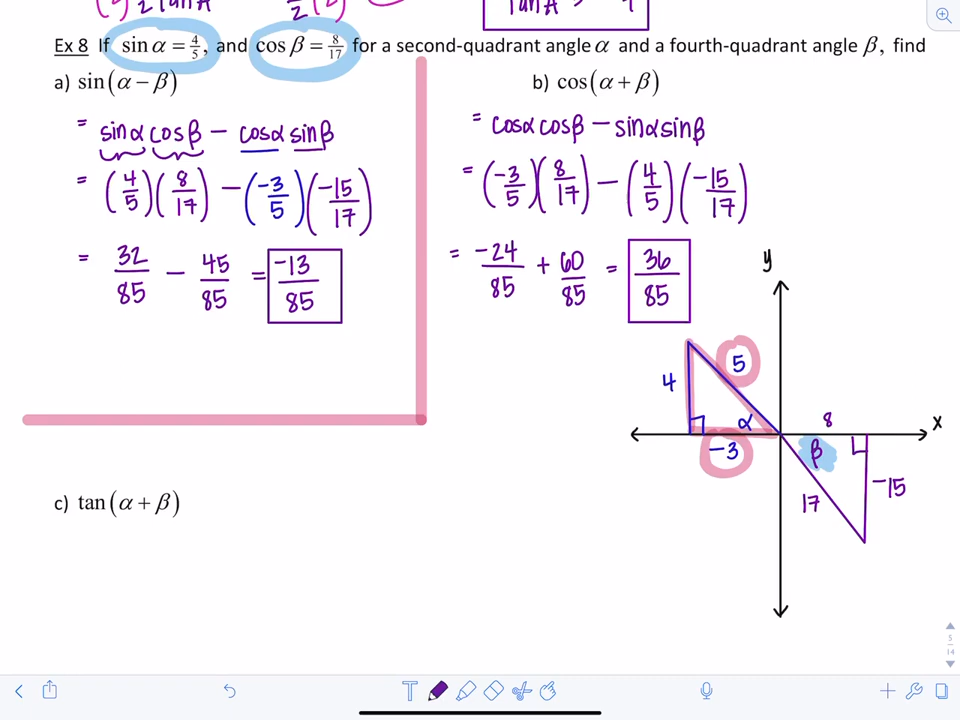 tan A
Ex 8 If sin α = 4/5, and cos β = 8/17 for a second-quadrant angle α and a fourth-quadrant angle β, find
a) sin(α − β)
b) cos(α + β)
= sinα cosβ − cosα sinβ
= cosα cosβ − sinα sinβ
= (4/5)(8/17) − (-3/5)(-15/17)
= (-3/5)(8/17) − (4/5)(-15/17)
= 32/85 − 45/85 = -13/85
= -24/85 + 60/85 = 36/85
y
5
4
α
8
x
-3
β
-15
17
c) tan(α + β)
5
14
T